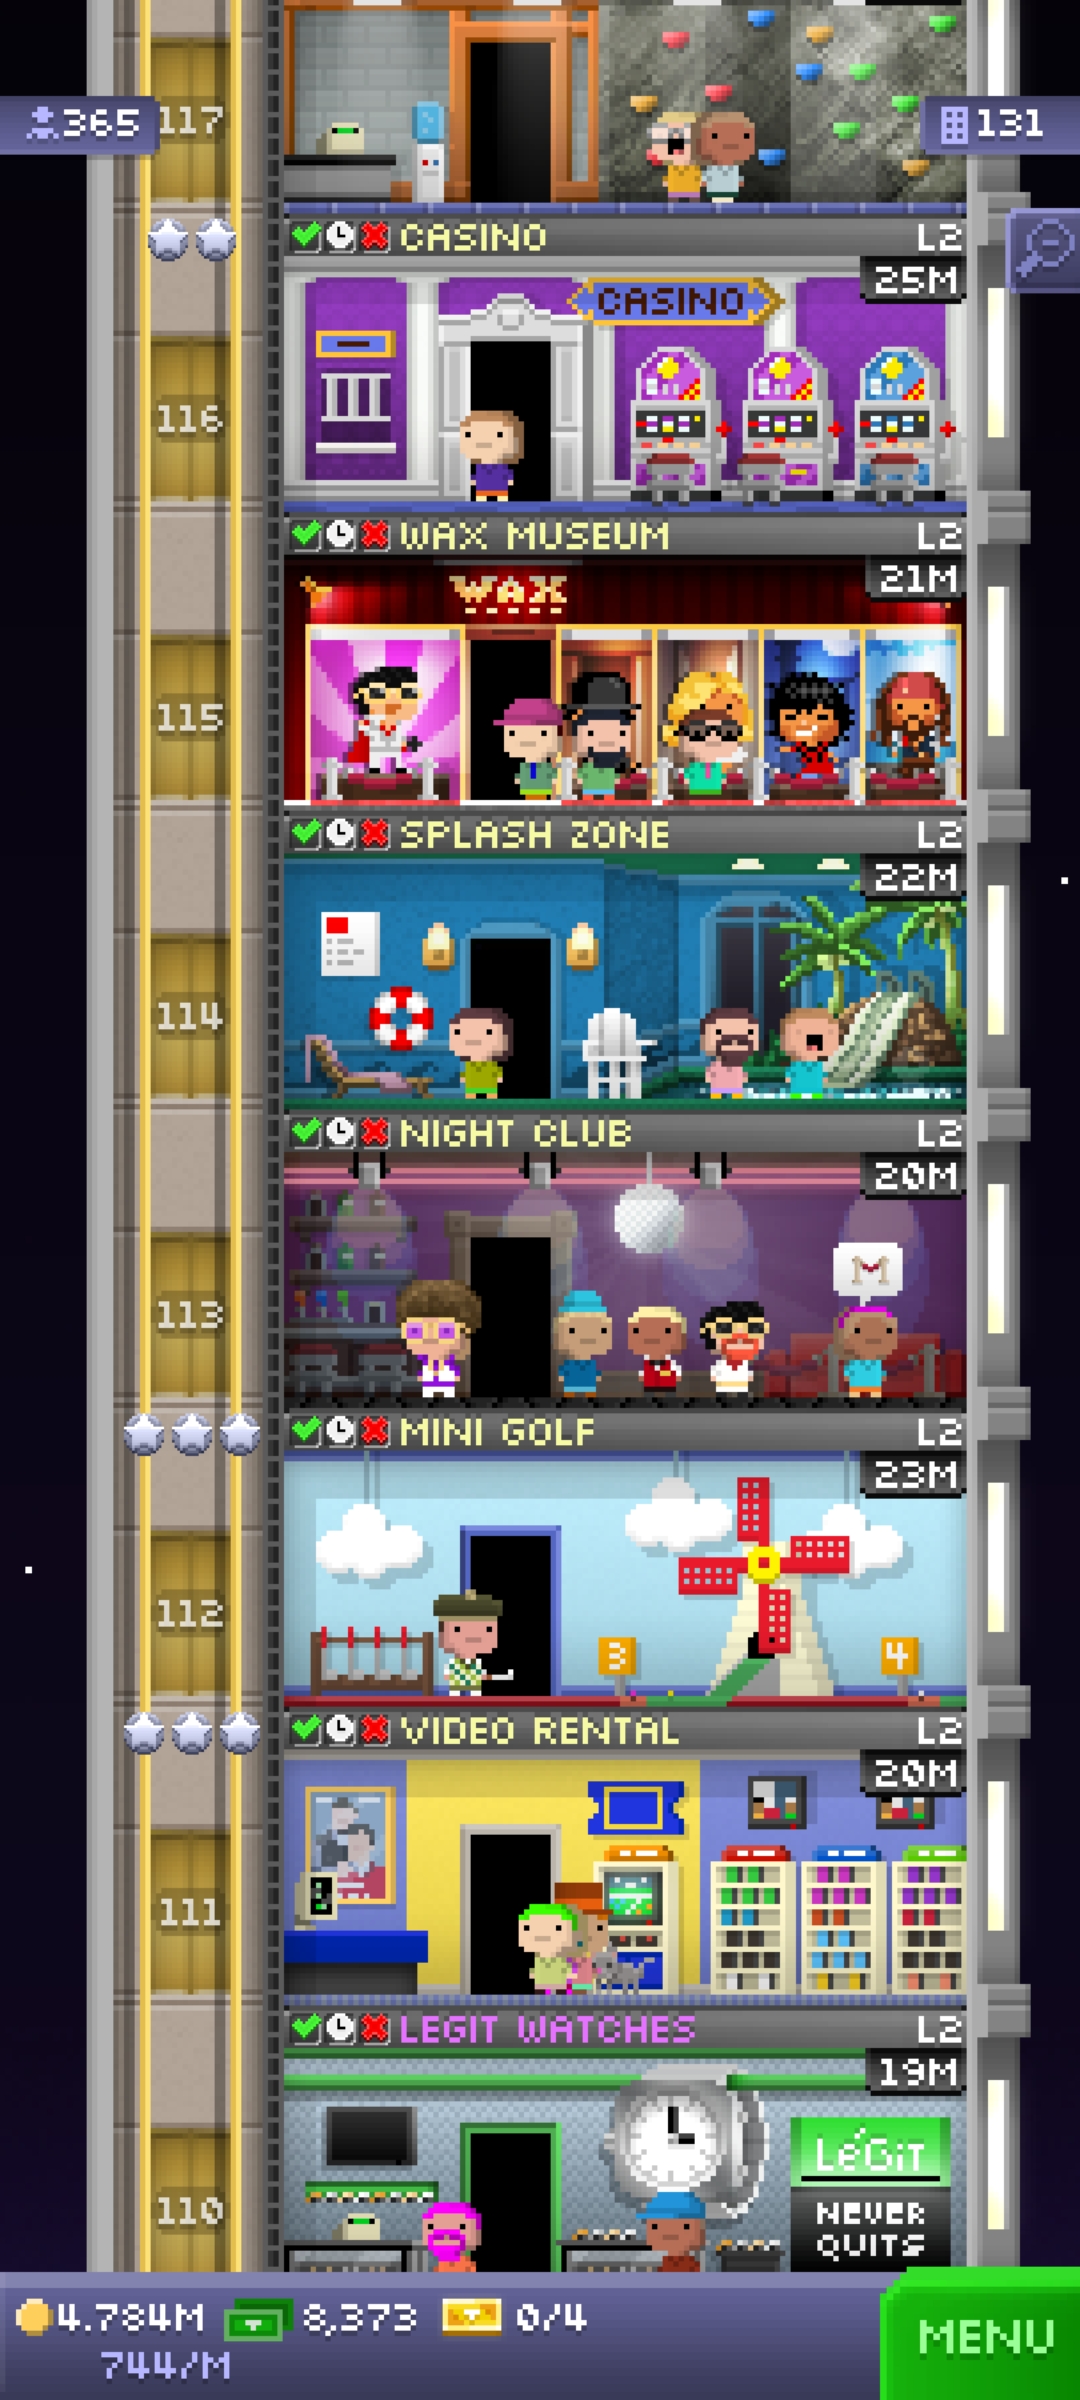 365
117
131
CASINO
L2
25M
CASINO
116
WAX MUSEUM
L2
21M
WAX
115
SPLASH ZONE
L2
22M
114
NIGHT CLUB
L2
20M
M
113
MINI GOLF
L2
23M
112
3
4
VIDEO RENTAL
L2
20M
111
LEGIT WATCHES
L2
19M
LéGiT
110
NEVER
QUITS
4.784M
8,373
0/4
MENU
744/M